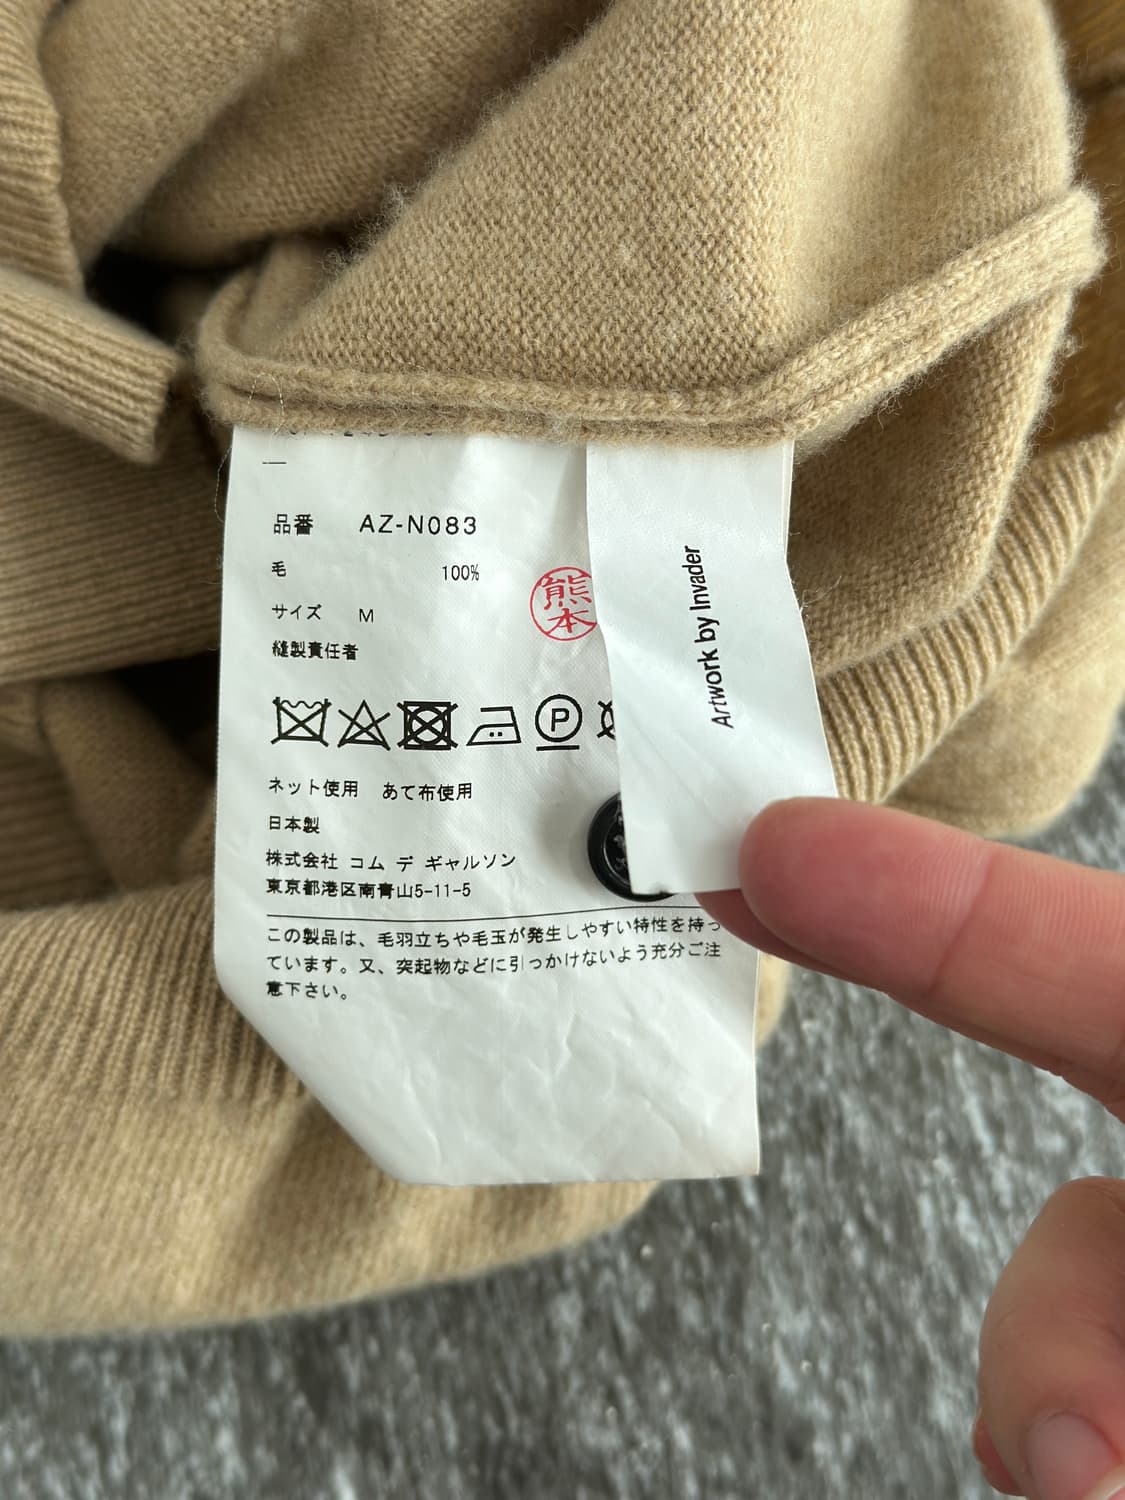 品番 AZ-N083
毛 100%
サイズ M
縫製責任者
熊本
P
ネット使用 あて布使用
日本製
株式会社 コム デ ギャルソン
東京都港区南青山5-11-5
この製品は、毛羽立ちや毛玉が発生しやすい特性を持っ
ています。又、突起物などに引っかけないよう充分ご注
意下さい。
Artwork by Invader